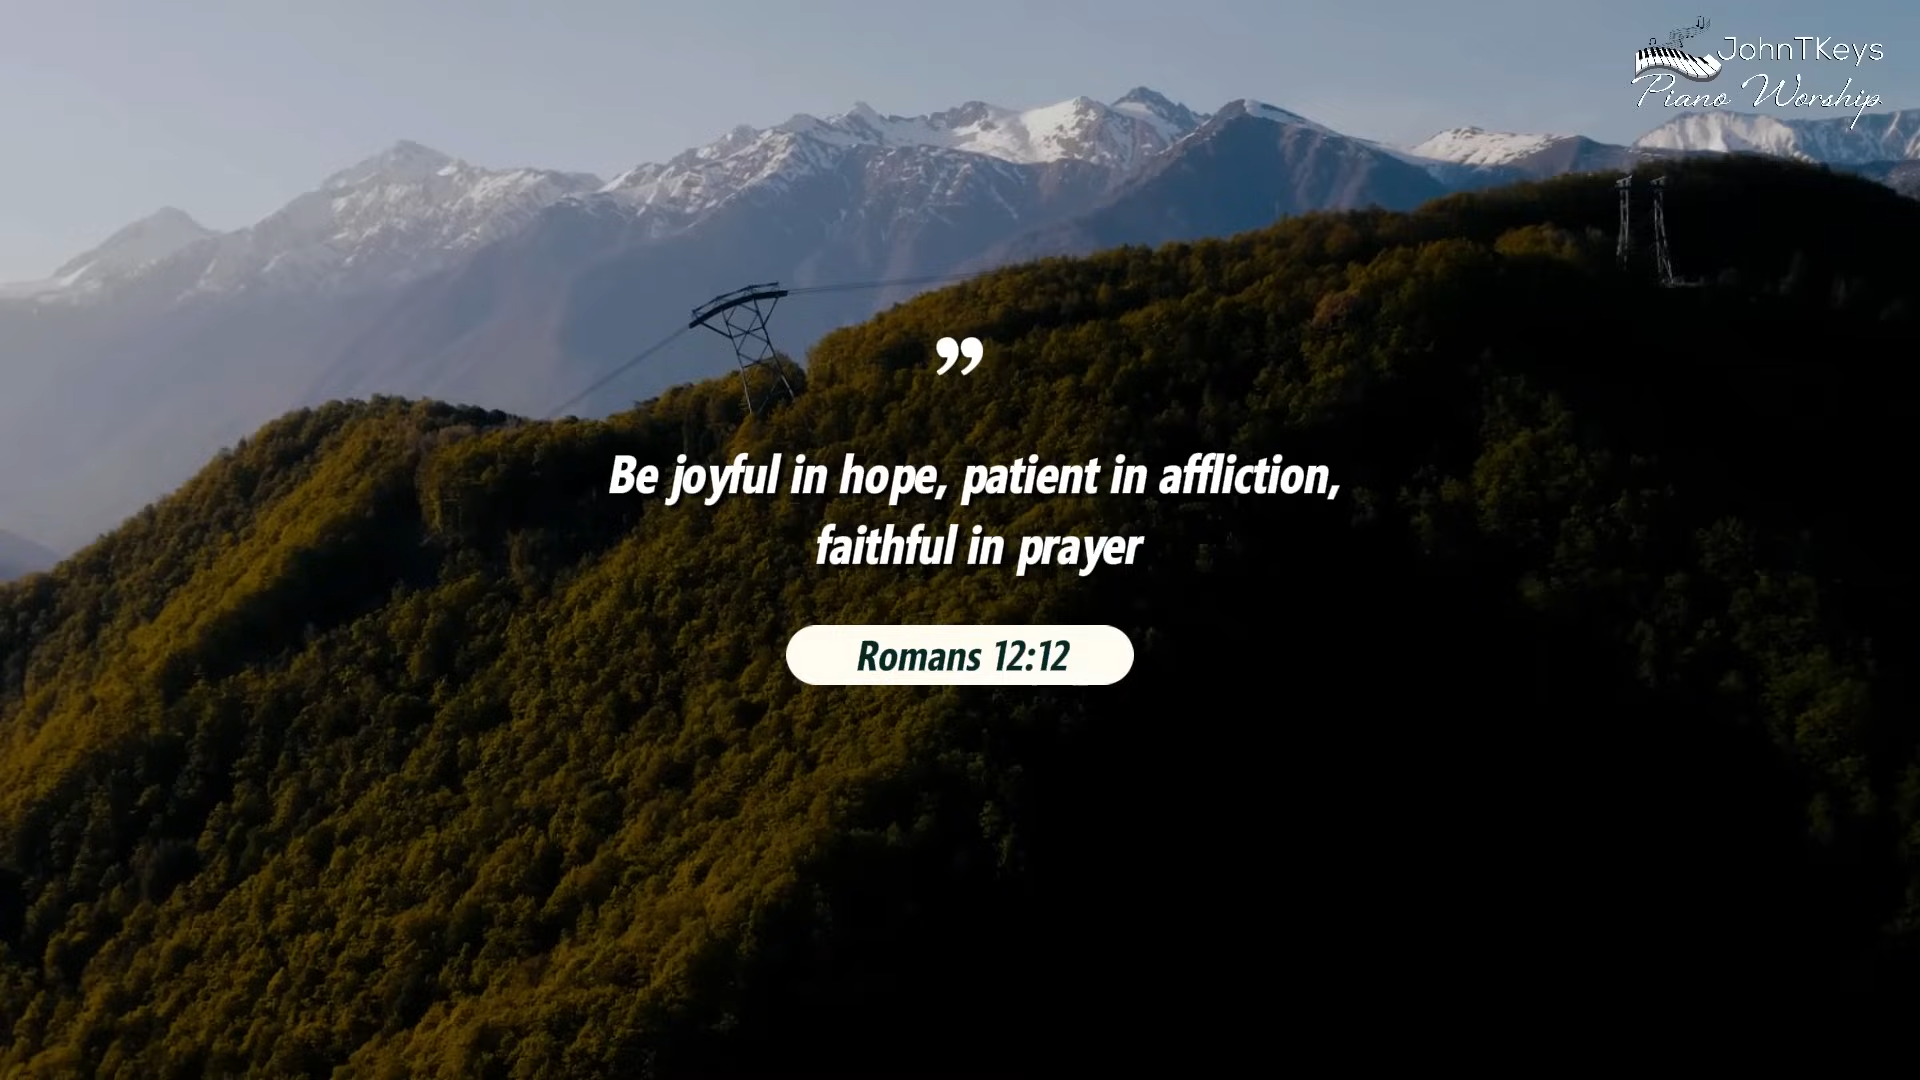 JohnTKeys
Piano Worship
”
Be joyful in hope, patient in affliction,
faithful in prayer
Romans 12:12